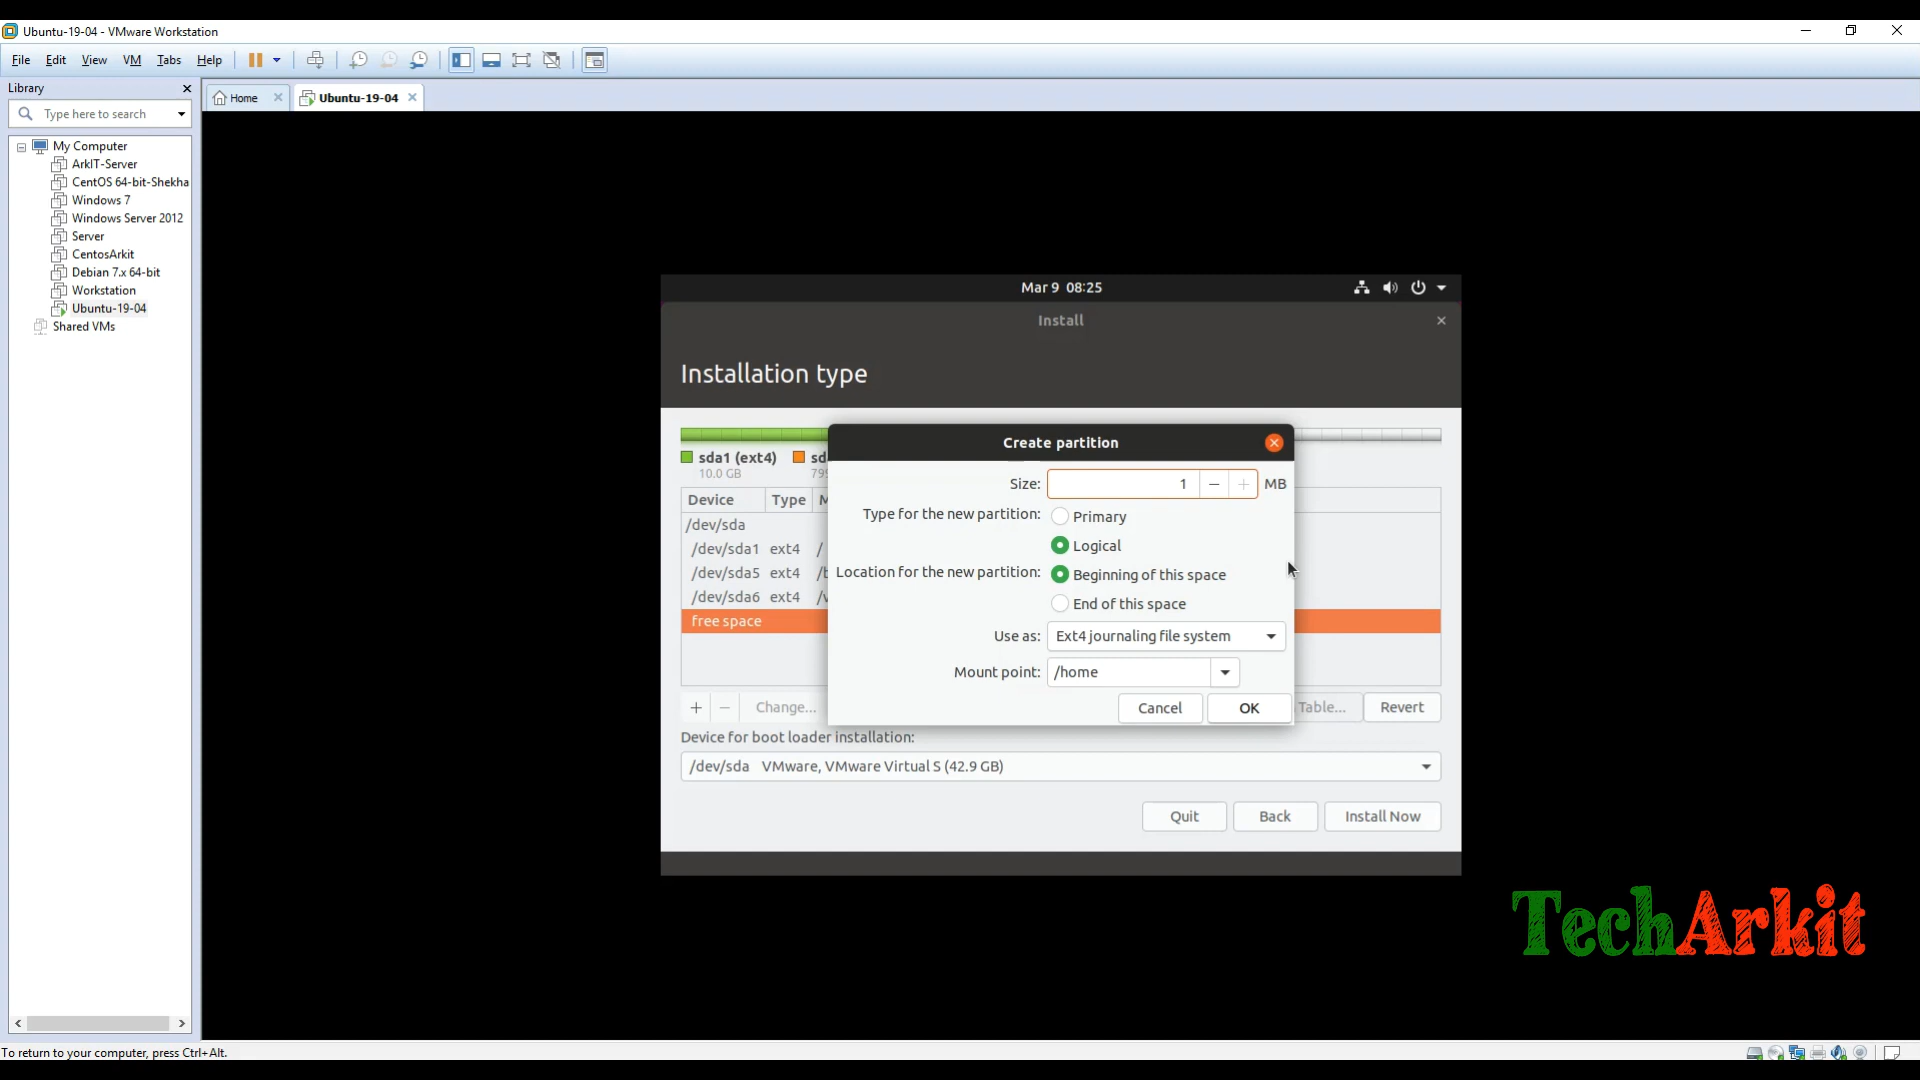 Ubuntu-19-04 - VMware Workstation
File Edit View VM Tabs Help
Library
Home
Ubuntu-19-04
Type here to search
My Computer
ArkIT-Server
CentOS 64-bit-Shekha
Windows 7
Windows Server 2012
Server
CentosArkit
Debian 7.x 64-bit
Workstation
Ubuntu-19-04
Shared VMs
Mar 9 08:25
Install
Installation type
Create partition
sda1 (ext4)
10.0 GB
sd
799
Size: 1 MB
Device Type M
Type for the new partition: Primary
/dev/sda
Logical
/dev/sda1 ext4 /
/dev/sda5 ext4 /b
Location for the new partition: Beginning of this space
/dev/sda6 ext4 /v
End of this space
free space
Use as: Ext4 journaling file system
Mount point: /home
+ − Change...
Cancel OK
Table... Revert
Device for boot loader installation:
/dev/sda VMware, VMware Virtual S (42.9 GB)
Quit Back Install Now
TechArkit
To return to your computer, press Ctrl+Alt.